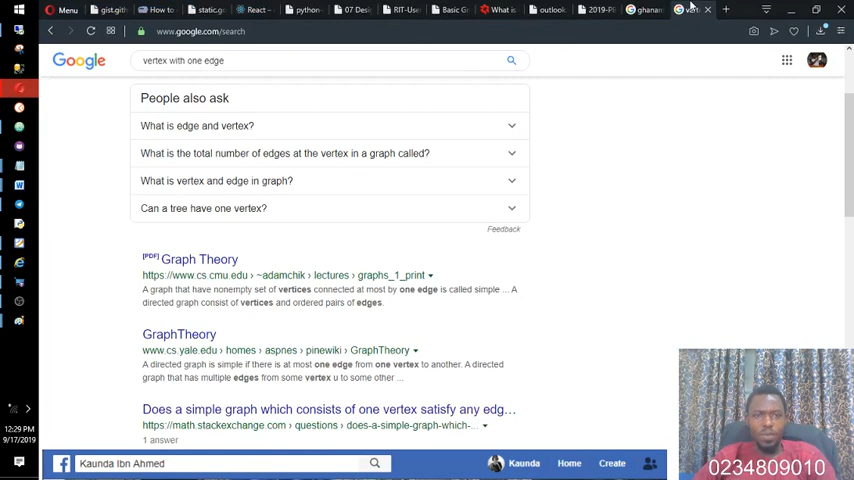 Menu
gist.gith
How to
static.go
React –
python-
07 Desi
RIT-User
Basic Gr
What is
outlook.
2019-PE
ghanan
www.google.com/search
Google
vertex with one edge
People also ask
What is edge and vertex?
What is the total number of edges at the vertex in a graph called?
What is vertex and edge in graph?
Can a tree have one vertex?
Feedback
[PDF] Graph Theory
https://www.cs.cmu.edu › ~adamchik › lectures › graphs_1_print
A graph that have nonempty set of vertices connected at most by one edge is called simple ... A
directed graph consist of vertices and ordered pairs of edges.
GraphTheory
www.cs.yale.edu › homes › aspnes › pinewiki › GraphTheory
A directed graph is simple if there is at most one edge from one vertex to another. A directed
graph that has multiple edges from some vertex u to some other ...
Does a simple graph which consists of one vertex satisfy any edg…
https://math.stackexchange.com › questions › does-a-simple-graph-which-...
1 answer
12:29 PM
9/17/2019
Kaunda Ibn Ahmed
Kaunda
Home
Create
0234809010